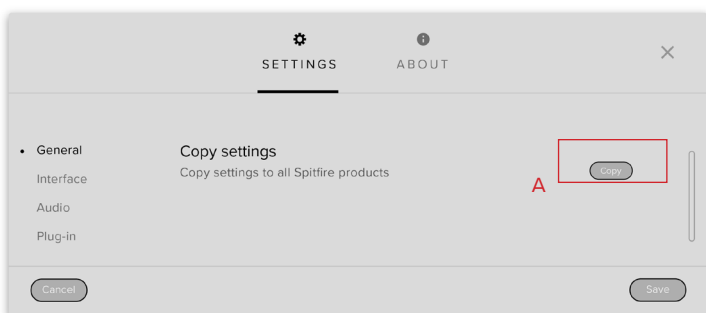 SETTINGS
ABOUT
General
Interface
Audio
Plug-in
Copy settings
Copy settings to all Spitfire products
A
Copy
Cancel
Save